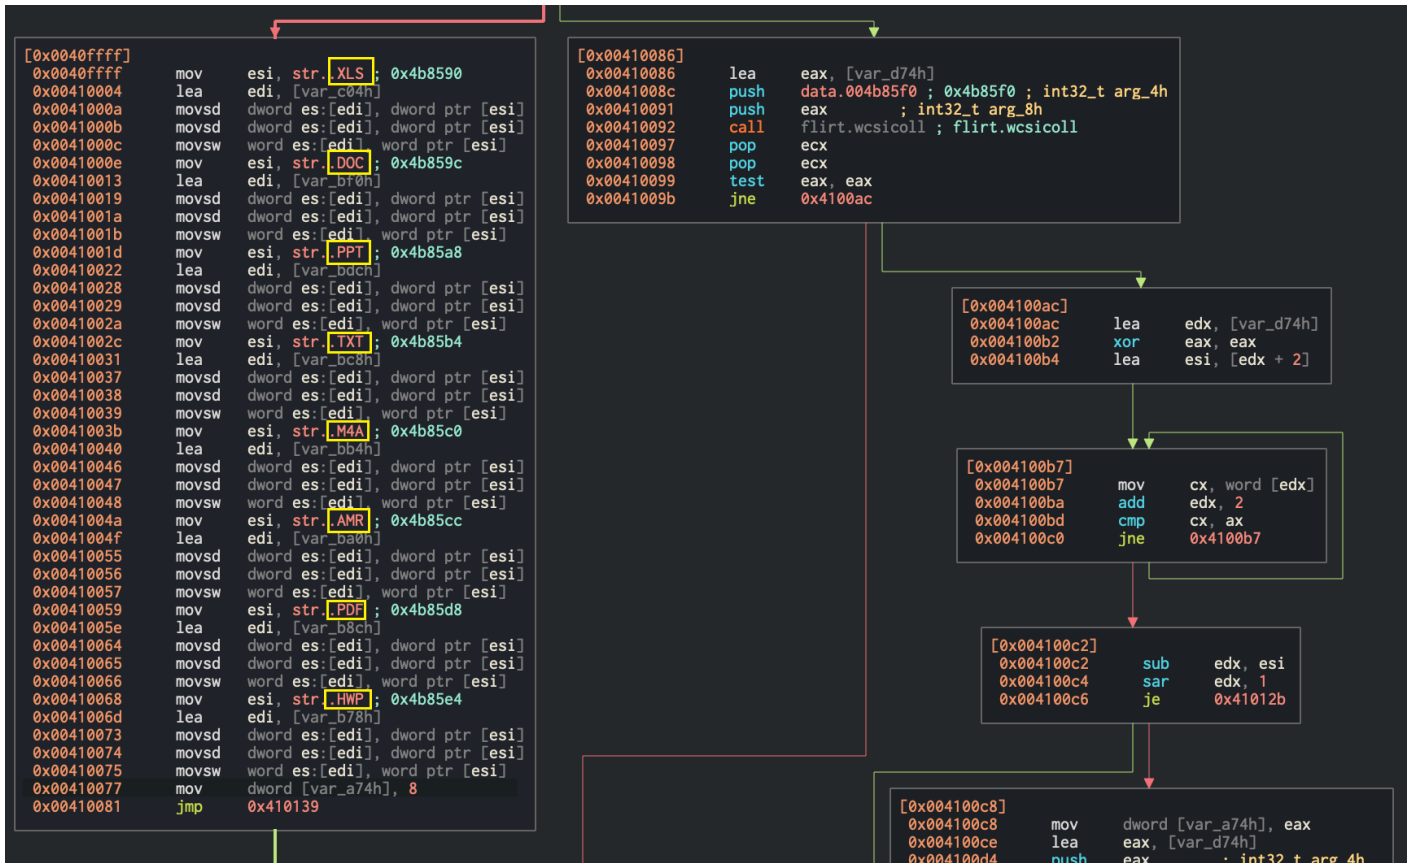 [0x0040ffff]
0x0040ffff mov esi, str..XLS ; 0x4b8590
0x00410004 lea edi, [var_c04h]
0x0041000a movsd dword es:[edi], dword ptr [esi]
0x0041000b movsd dword es:[edi], dword ptr [esi]
0x0041000c movsw word es:[edi], word ptr [esi]
0x0041000e mov esi, str..DOC ; 0x4b859c
0x00410013 lea edi, [var_bf0h]
0x00410019 movsd dword es:[edi], dword ptr [esi]
0x0041001a movsd dword es:[edi], dword ptr [esi]
0x0041001b movsw word es:[edi], word ptr [esi]
0x0041001d mov esi, str..PPT ; 0x4b85a8
0x00410022 lea edi, [var_bdch]
0x00410028 movsd dword es:[edi], dword ptr [esi]
0x00410029 movsd dword es:[edi], dword ptr [esi]
0x0041002a movsw word es:[edi], word ptr [esi]
0x0041002c mov esi, str..TXT ; 0x4b85b4
0x00410031 lea edi, [var_bc8h]
0x00410037 movsd dword es:[edi], dword ptr [esi]
0x00410038 movsd dword es:[edi], dword ptr [esi]
0x00410039 movsw word es:[edi], word ptr [esi]
0x0041003b mov esi, str..M4A ; 0x4b85c0
0x00410040 lea edi, [var_bb4h]
0x00410046 movsd dword es:[edi], dword ptr [esi]
0x00410047 movsd dword es:[edi], dword ptr [esi]
0x00410048 movsw word es:[edi], word ptr [esi]
0x0041004a mov esi, str..AMR ; 0x4b85cc
0x0041004f lea edi, [var_ba0h]
0x00410055 movsd dword es:[edi], dword ptr [esi]
0x00410056 movsd dword es:[edi], dword ptr [esi]
0x00410057 movsw word es:[edi], word ptr [esi]
0x00410059 mov esi, str..PDF ; 0x4b85d8
0x0041005e lea edi, [var_b8ch]
0x00410064 movsd dword es:[edi], dword ptr [esi]
0x00410065 movsd dword es:[edi], dword ptr [esi]
0x00410066 movsw word es:[edi], word ptr [esi]
0x00410068 mov esi, str..HWP ; 0x4b85e4
0x0041006d lea edi, [var_b78h]
0x00410073 movsd dword es:[edi], dword ptr [esi]
0x00410074 movsd dword es:[edi], dword ptr [esi]
0x00410075 movsw word es:[edi], word ptr [esi]
0x00410077 mov dword [var_a74h], 8
0x00410081 jmp 0x410139
[0x00410086]
0x00410086 lea eax, [var_d74h]
0x0041008c push data.004b85f0 ; 0x4b85f0 ; int32_t arg_4h
0x00410091 push eax ; int32_t arg_8h
0x00410092 call flirt.wcsicoll ; flirt.wcsicoll
0x00410097 pop ecx
0x00410098 pop ecx
0x00410099 test eax, eax
0x0041009b jne 0x4100ac
[0x004100ac]
0x004100ac lea edx, [var_d74h]
0x004100b2 xor eax, eax
0x004100b4 lea esi, [edx + 2]
[0x004100b7]
0x004100b7 mov cx, word [edx]
0x004100ba add edx, 2
0x004100bd cmp cx, ax
0x004100c0 jne 0x4100b7
[0x004100c2]
0x004100c2 sub edx, esi
0x004100c4 sar edx, 1
0x004100c6 je 0x41012b
[0x004100c8]
0x004100c8 mov dword [var_a74h], eax
0x004100ce lea eax, [var_d74h]
0x004100d4 push eax ; int32_t arg_4h